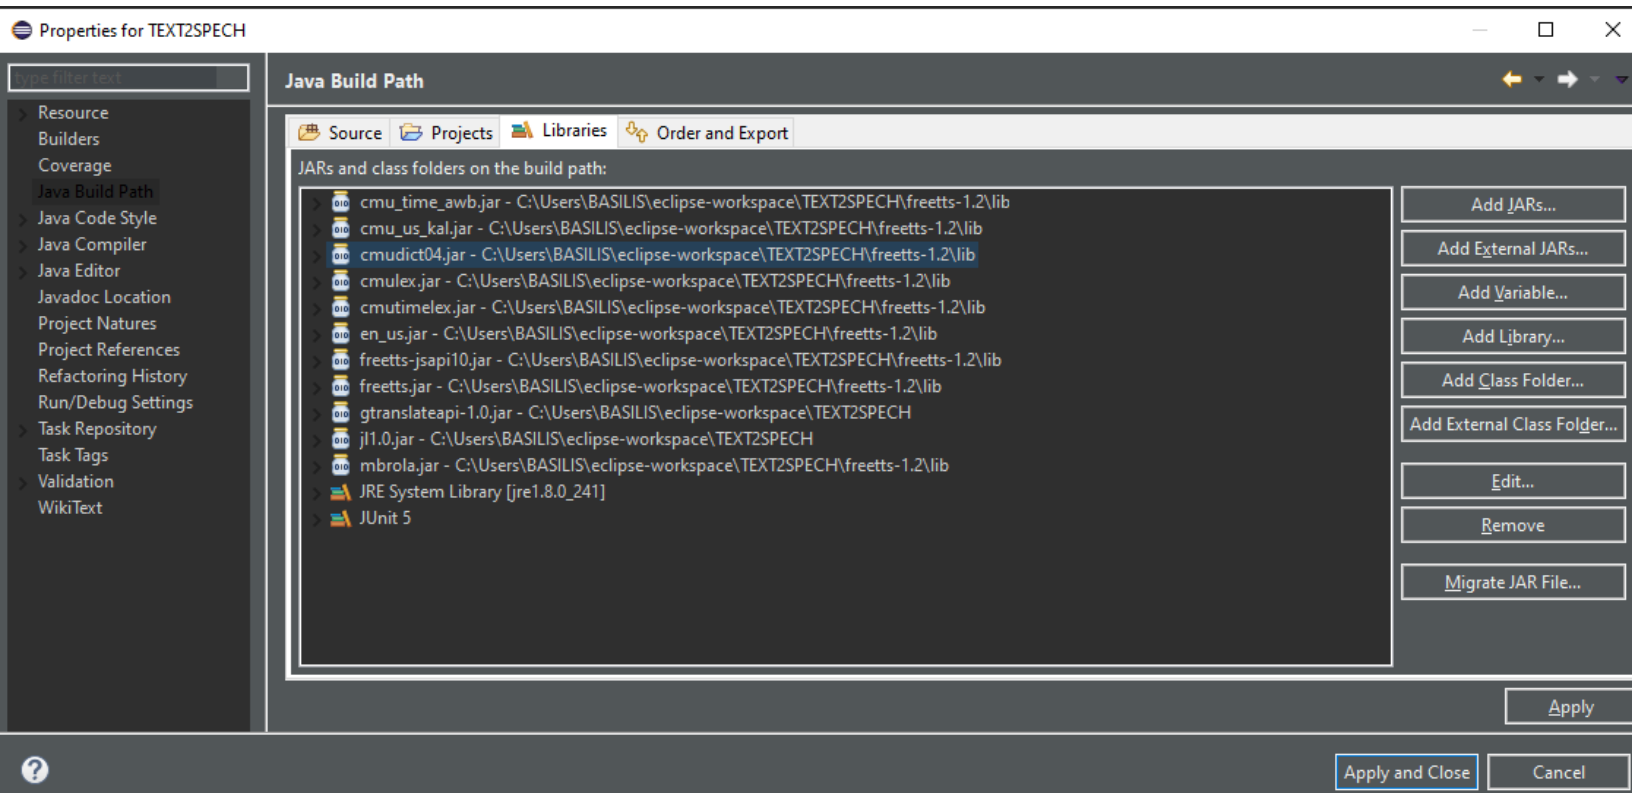 Properties for TEXT2SPECH
type filter text
Resource
Builders
Coverage
Java Build Path
Java Code Style
Java Compiler
Java Editor
Javadoc Location
Project Natures
Project References
Refactoring History
Run/Debug Settings
Task Repository
Task Tags
Validation
WikiText
Java Build Path
Source Projects Libraries Order and Export
JARs and class folders on the build path:
cmu_time_awb.jar - C:\Users\BASILIS\eclipse-workspace\TEXT2SPECH\freetts-1.2\lib
cmu_us_kal.jar - C:\Users\BASILIS\eclipse-workspace\TEXT2SPECH\freetts-1.2\lib
cmudict04.jar - C:\Users\BASILIS\eclipse-workspace\TEXT2SPECH\freetts-1.2\lib
cmulex.jar - C:\Users\BASILIS\eclipse-workspace\TEXT2SPECH\freetts-1.2\lib
cmutimelex.jar - C:\Users\BASILIS\eclipse-workspace\TEXT2SPECH\freetts-1.2\lib
en_us.jar - C:\Users\BASILIS\eclipse-workspace\TEXT2SPECH\freetts-1.2\lib
freetts-jsapi10.jar - C:\Users\BASILIS\eclipse-workspace\TEXT2SPECH\freetts-1.2\lib
freetts.jar - C:\Users\BASILIS\eclipse-workspace\TEXT2SPECH\freetts-1.2\lib
gtranslateapi-1.0.jar - C:\Users\BASILIS\eclipse-workspace\TEXT2SPECH
jl1.0.jar - C:\Users\BASILIS\eclipse-workspace\TEXT2SPECH
mbrola.jar - C:\Users\BASILIS\eclipse-workspace\TEXT2SPECH\freetts-1.2\lib
JRE System Library [jre1.8.0_241]
JUnit 5
Add JARs...
Add External JARs...
Add Variable...
Add Library...
Add Class Folder...
Add External Class Folder...
Edit...
Remove
Migrate JAR File...
Apply
Apply and Close
Cancel